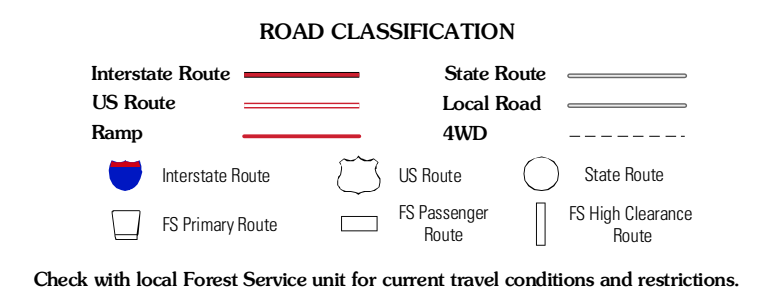 ROAD CLASSIFICATION
Interstate Route
State Route
US Route
Local Road
Ramp
4WD
Interstate Route
US Route
State Route
FS Primary Route
FS Passenger
Route
FS High Clearance
Route
Check with local Forest Service unit for current travel conditions and restrictions.